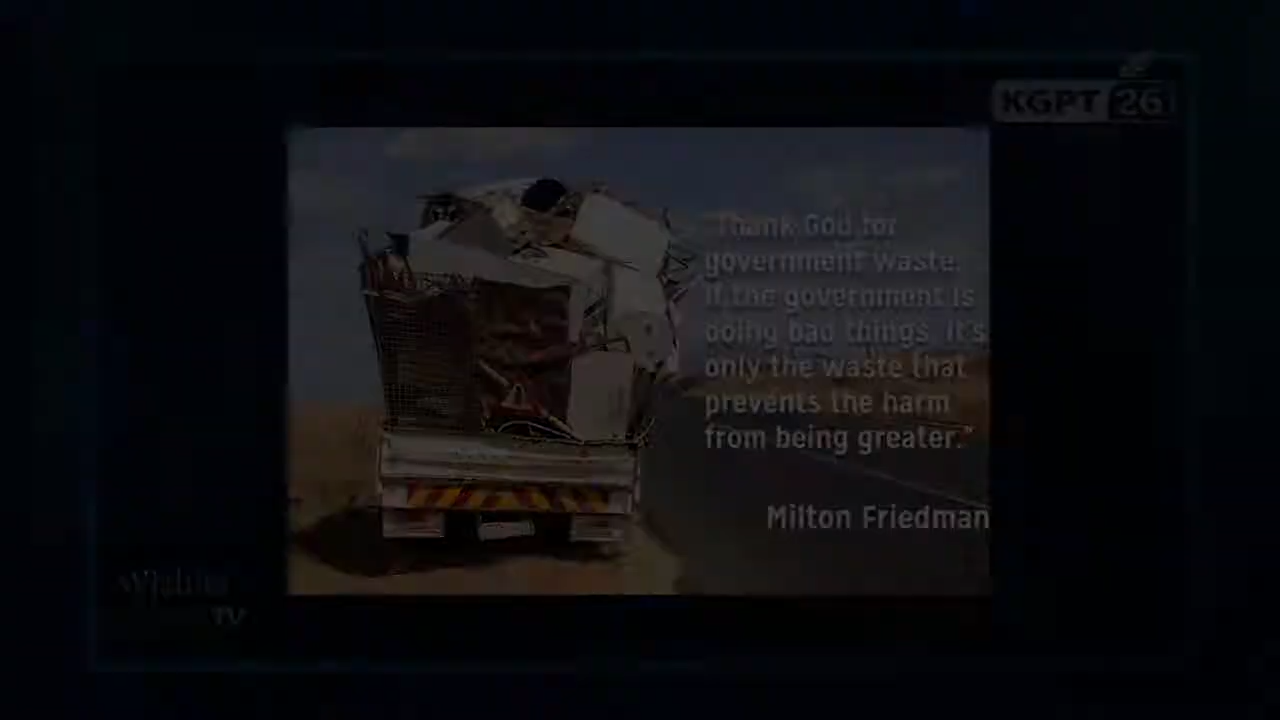 KGPT 26
"Thank God for
government waste.
If the government is
doing bad things, it's
only the waste that
prevents the harm
from being greater."
Milton Friedman
TV